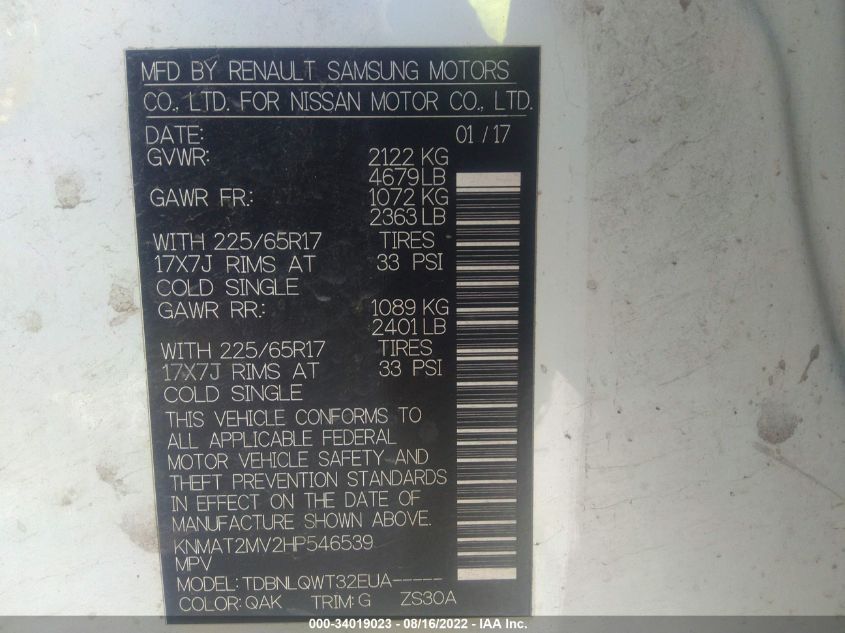 MFD BY RENAULT SAMSUNG MOTORS
CO., LTD. FOR NISSAN MOTOR CO., LTD.
DATE: 01 / 17
GVWR: 2122 KG
4679 LB
GAWR FR.: 1072 KG
2363 LB
WITH 225/65R17 TIRES
17X7J RIMS AT 33 PSI
COLD SINGLE
GAWR RR.: 1089 KG
2401 LB
WITH 225/65R17 TIRES
17X7J RIMS AT 33 PSI
COLD SINGLE
THIS VEHICLE CONFORMS TO
ALL APPLICABLE FEDERAL
MOTOR VEHICLE SAFETY AND
THEFT PREVENTION STANDARDS
IN EFFECT ON THE DATE OF
MANUFACTURE SHOWN ABOVE.
KNMAT2MV2HP546539
MPV
MODEL: TDBNLQWT32EUA-----
COLOR: QAK TRIM: G ZS30A
000-34019023 - 08/16/2022 - IAA Inc.